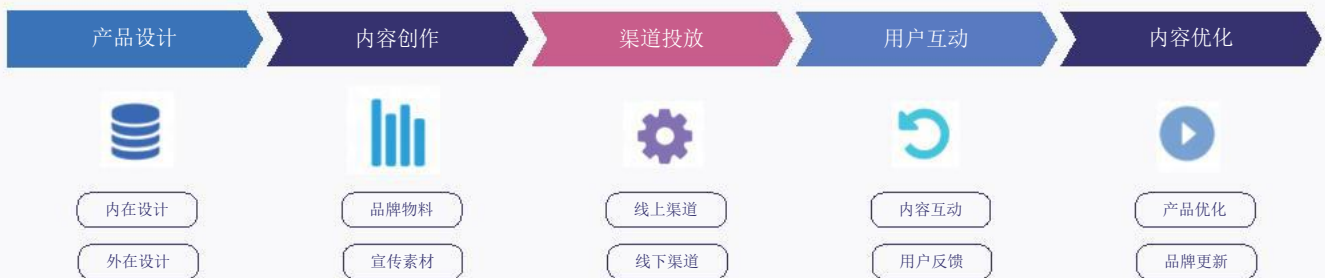 产品设计
内容创作
渠道投放
用户互动
内容优化
内在设计
品牌物料
线上渠道
内容互动
产品优化
外在设计
宣传素材
线下渠道
用户反馈
品牌更新